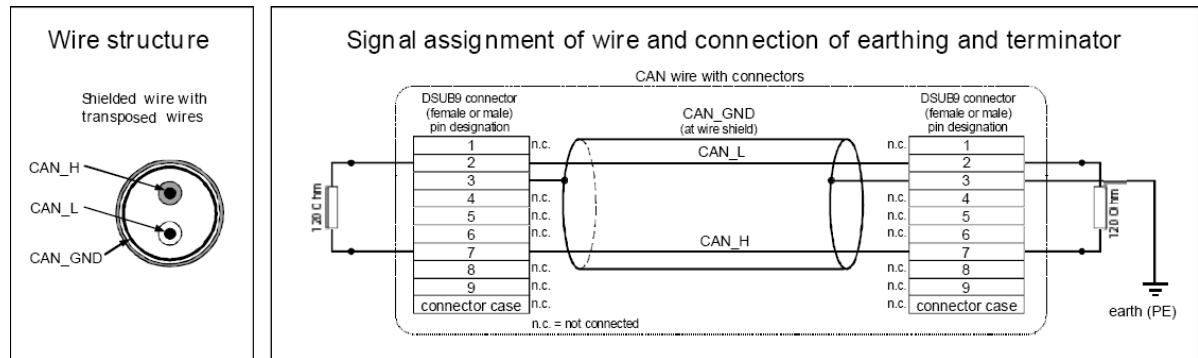 Wire structure
Shielded wire with
transposed wires
CAN_H
CAN_L
CAN_GND
Signal assignment of wire and connection of earthing and terminator
CAN wire with connectors
DSUB9 connector
(female or male)
pin designation
CAN_GND
(at wire shield)
DSUB9 connector
(female or male)
pin designation
1 n.c.
2
3
4 n.c.
5 n.c.
6 n.c.
7
8 n.c.
9 n.c.
connector case n.c.
120 Ohm
CAN_L
CAN_H
n.c. 1
2
3
n.c. 4
n.c. 5
n.c. 6
7
n.c. 8
n.c. 9
n.c. connector case
120 Ohm
earth (PE)
n.c. = not connected